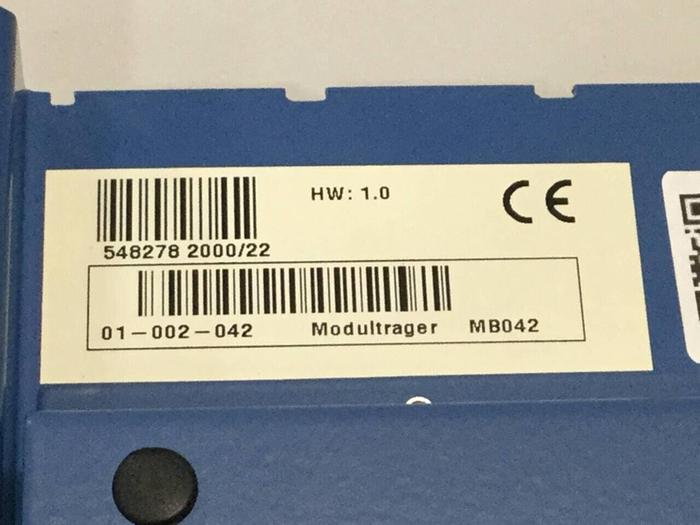 HW: 1.0
CE
548278 2000/22
01-002-042 Modultrager MB042